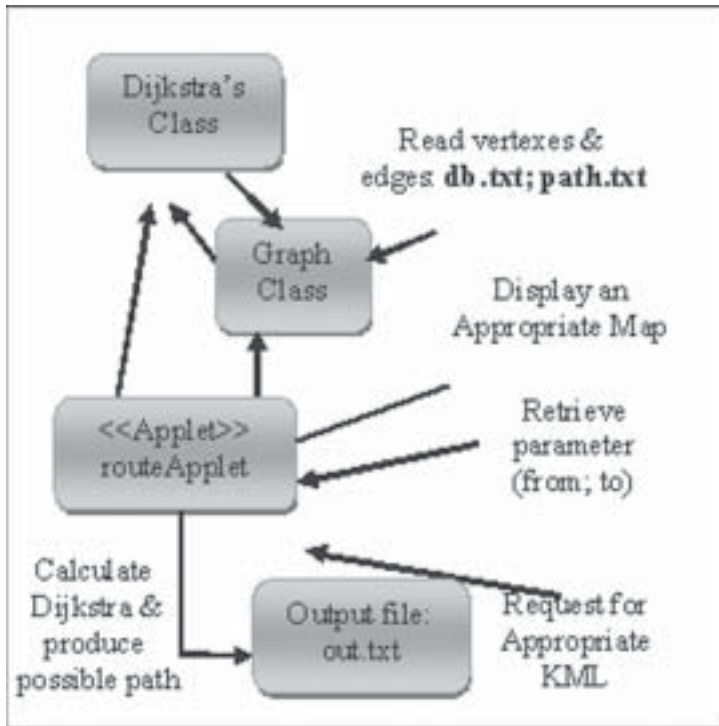 Dijkstra's
Class
Read vertexes &
edges: db.txt; path.txt
Graph
Class
Display an
Appropriate Map
<<Applet>>
routeApplet
Retrieve
parameter
(from; to)
Calculate
Dijkstra &
produce
possible path
Output file:
out.txt
Request for
Appropriate
KML